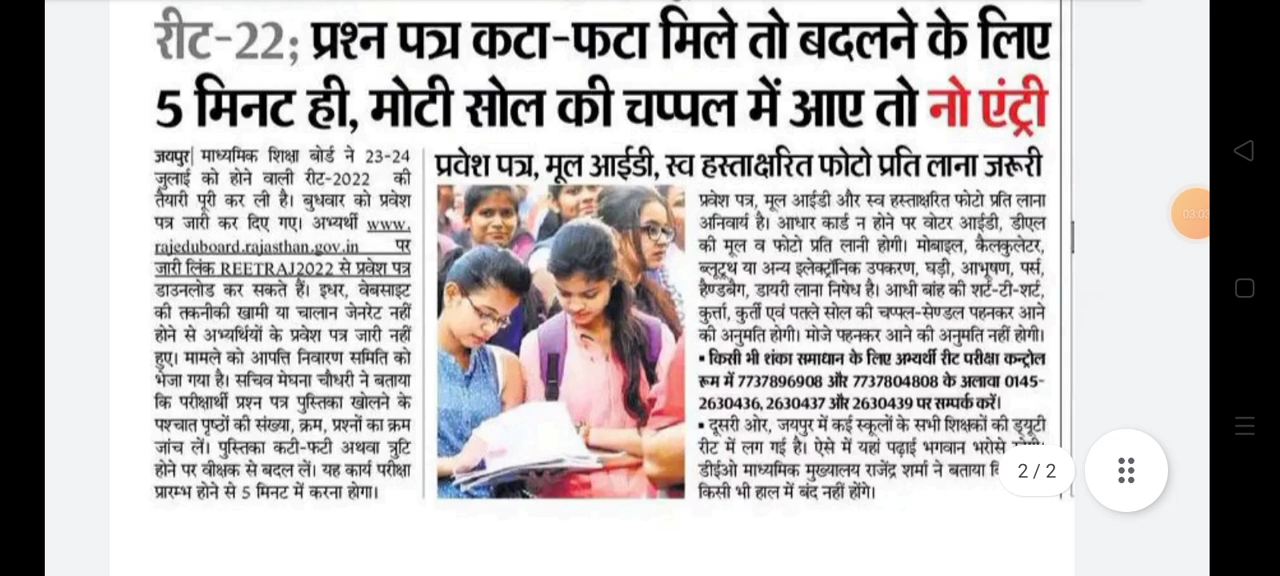 रीट-22; प्रश्न पत्र कटा-फटा मिले तो बदलने के लिए
5 मिनट ही, मोटी सोल की चप्पल में आए तो नो एंट्री
जयपुर| माध्यमिक शिक्षा बोर्ड ने 23-24
जुलाई को होने वाली रीट-2022 की
तैयारी पूरी कर ली है। बुधवार को प्रवेश
पत्र जारी कर दिए गए। अभ्यर्थी www.
rajeduboard.rajasthan.gov.in पर
जारी लिंक REETRAJ2022 से प्रवेश पत्र
डाउनलोड कर सकते हैं। इधर, वेबसाइट
की तकनीकी खामी या चालान जेनरेट नहीं
होने से अभ्यर्थियों के प्रवेश पत्र जारी नहीं
हुए। मामले को आपत्ति निवारण समिति को
भेजा गया है। सचिव मेघना चौधरी ने बताया
कि परीक्षार्थी प्रश्न पत्र पुस्तिका खोलने के
पश्चात पृष्ठों की संख्या, क्रम, प्रश्नों का क्रम
जांच लें। पुस्तिका कटी-फटी अथवा त्रुटि
होने पर वीक्षक से बदल लें। यह कार्य परीक्षा
प्रारम्भ होने से 5 मिनट में करना होगा।
प्रवेश पत्र, मूल आईडी, स्व हस्ताक्षरित फोटो प्रति लाना जरूरी
प्रवेश पत्र, मूल आईडी और स्व हस्ताक्षरित फोटो प्रति लाना
अनिवार्य है। आधार कार्ड न होने पर वोटर आईडी, डीएल
की मूल व फोटो प्रति लानी होगी। मोबाइल, कैलकुलेटर,
ब्लूटूथ या अन्य इलेक्ट्रॉनिक उपकरण, घड़ी, आभूषण, पर्स,
हैण्डबैग, डायरी लाना निषेध है। आधी बांह की शर्ट-टी-शर्ट,
कुर्त्ता, कुर्ती एवं पतले सोल की चप्पल-सेण्डल पहनकर आने
की अनुमति होगी। मोजे पहनकर आने की अनुमति नहीं होगी।
▪ किसी भी शंका समाधान के लिए अभ्यर्थी रीट परीक्षा कन्ट्रोल
रूम में 7737896908 और 7737804808 के अलावा 0145-
2630436, 2630437 और 2630439 पर सम्पर्क करें।
▪ दूसरी ओर, जयपुर में कई स्कूलों के सभी शिक्षकों की ड्यूटी
रीट में लग गई है। ऐसे में यहां पढ़ाई भगवान भरोसे
डीईओ माध्यमिक मुख्यालय राजेंद्र शर्मा ने बताया
किसी भी हाल में बंद नहीं होंगे।
2/2
03:03